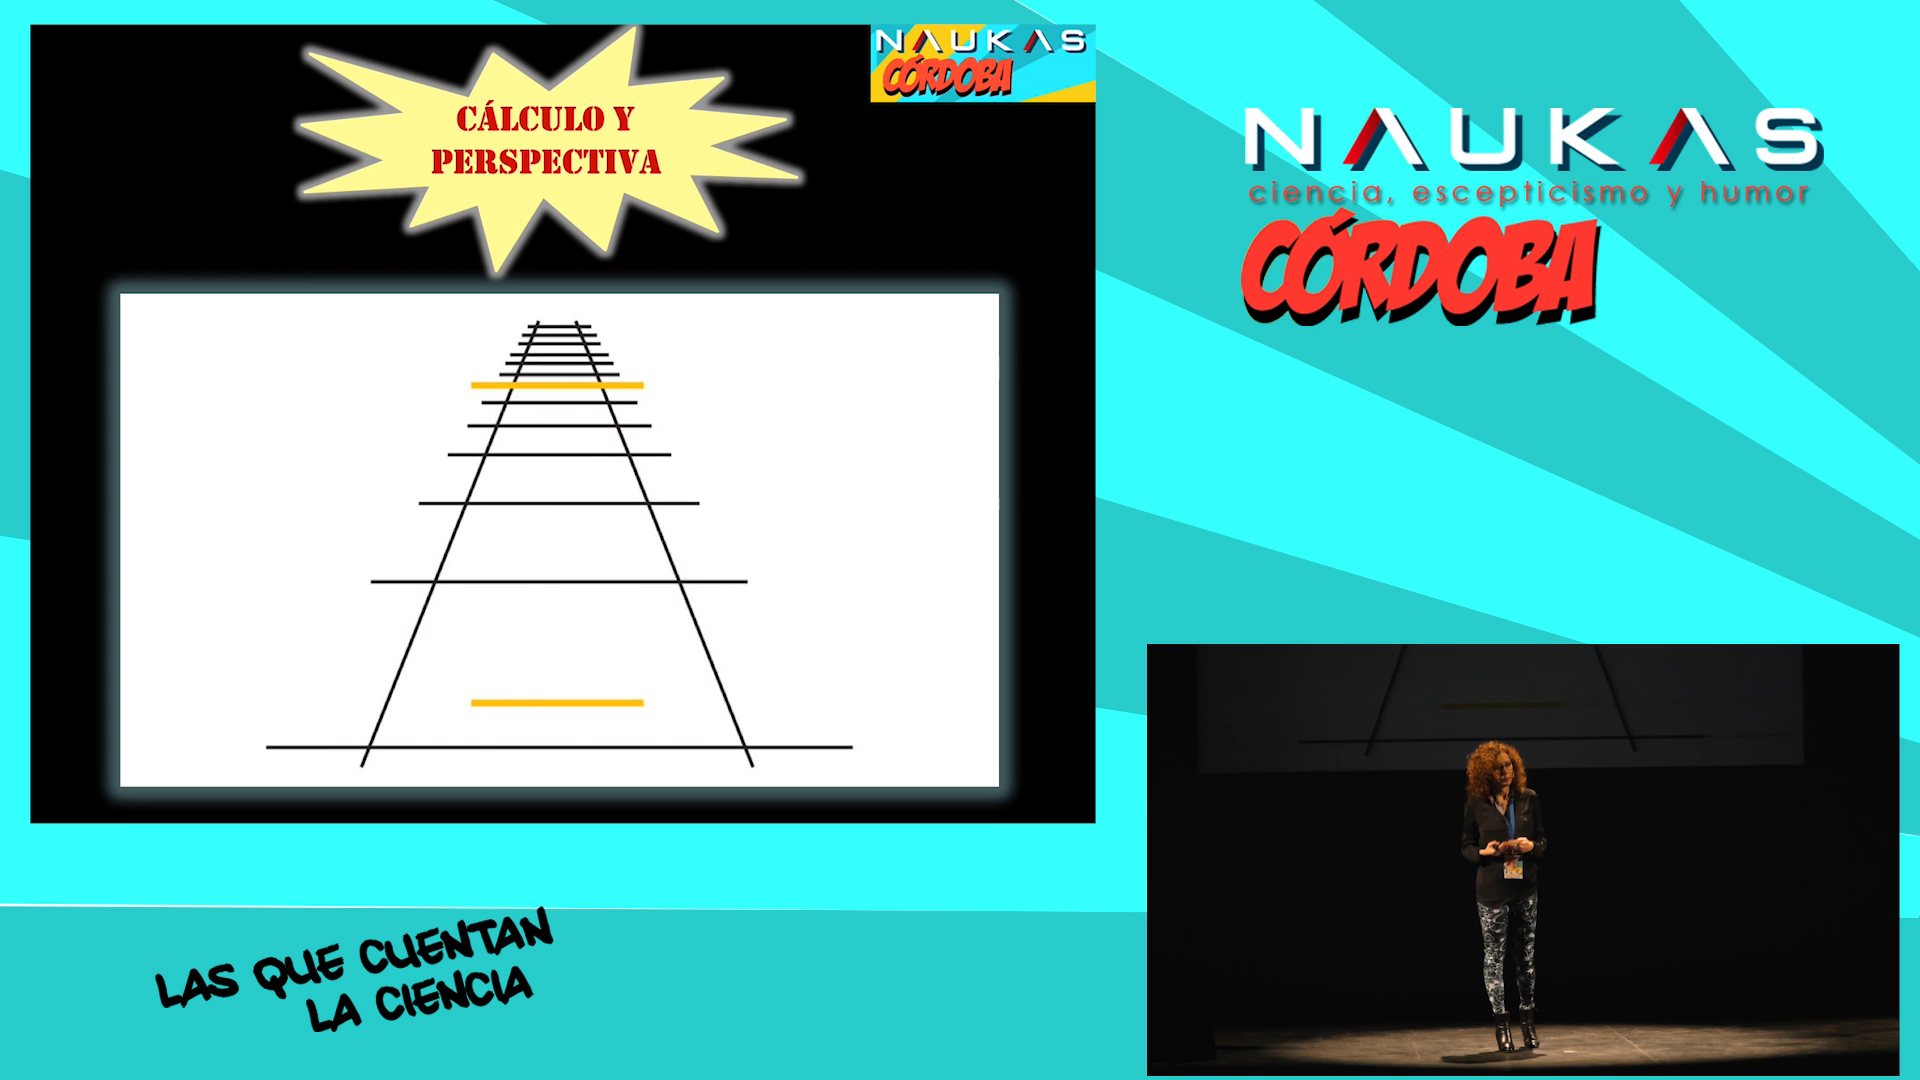 CÁLCULO Y
PERSPECTIVA
NAUKAS
CÓRDOBA
NAUKAS
ciencia, escepticismo y humor
CÓRDOBA
LAS QUE CUENTAN
LA CIENCIA